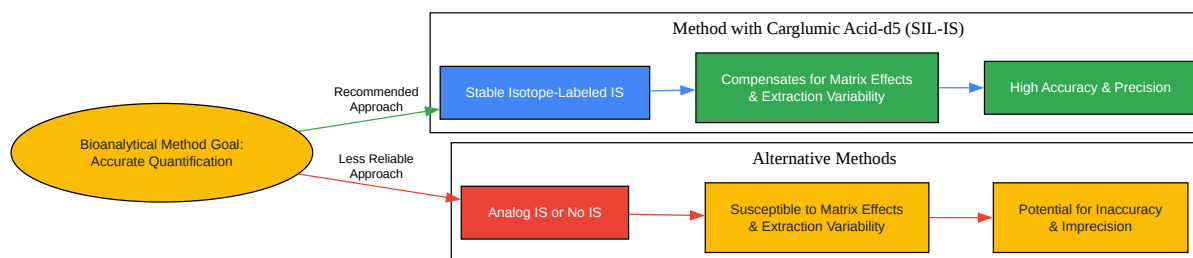 Method with Carglumic Acid-d5 (SIL-IS)
Stable Isotope-Labeled IS
Compensates for Matrix Effects
& Extraction Variability
High Accuracy & Precision
Recommended
Approach
Bioanalytical Method Goal:
Accurate Quantification
Less Reliable
Approach
Alternative Methods
Analog IS or No IS
Susceptible to Matrix Effects
& Extraction Variability
Potential for Inaccuracy
& Imprecision